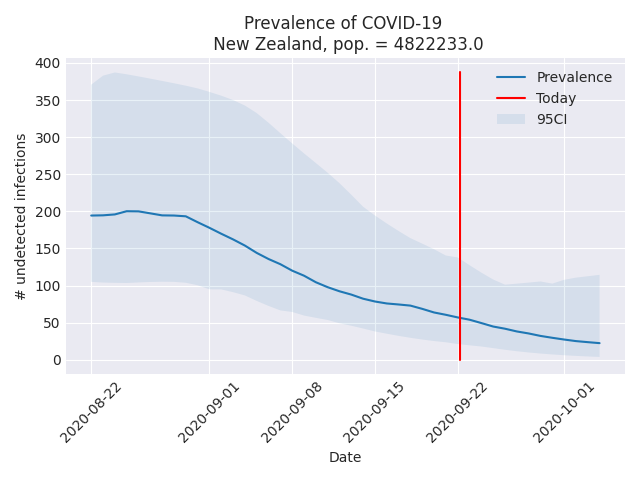 Prevalence of COVID-19
New Zealand, pop. = 4822233.0
400
350
300
250
200
150
100
50
0
# undetected infections
Prevalence
Today
95CI
2020-08-22
2020-09-01
2020-09-08
2020-09-15
2020-09-22
2020-10-01
Date